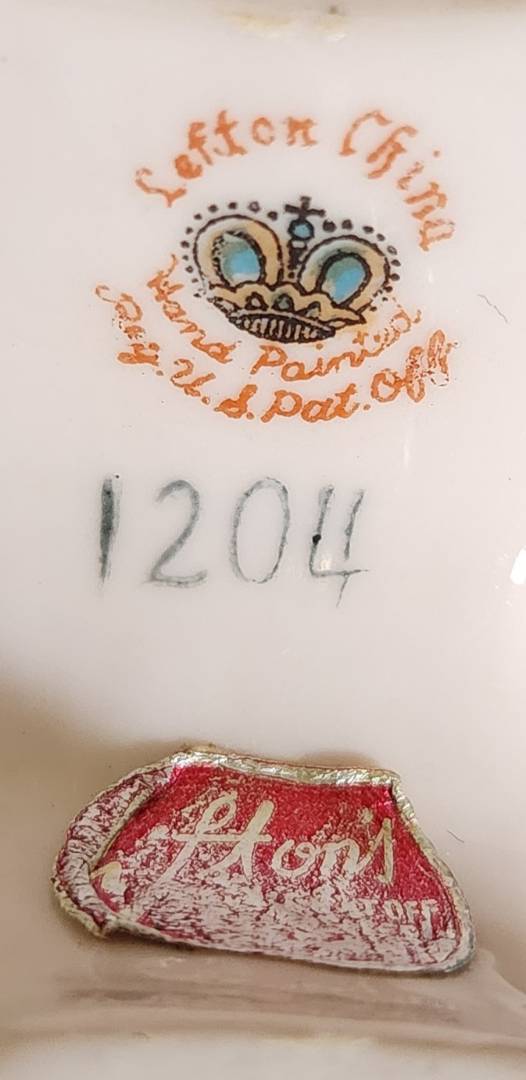 Lefton China
Hand Painted
Reg. U.S. Pat. Off.
1204
Lefton's